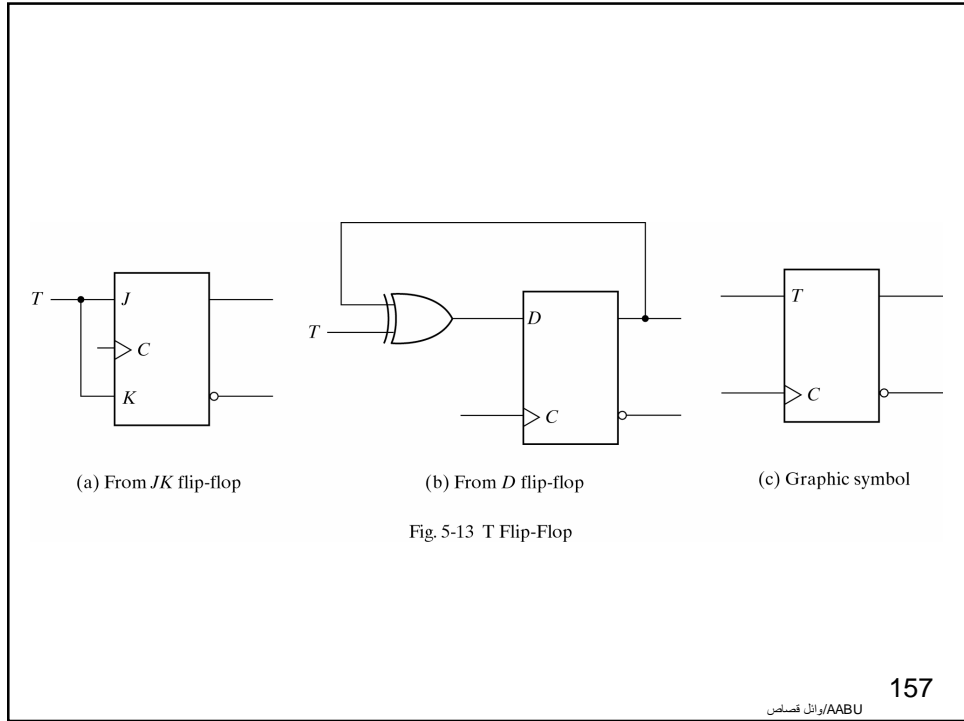 T
J
C
K
T
D
C
T
C
(a) From JK flip-flop
(b) From D flip-flop
(c) Graphic symbol
Fig. 5-13 T Flip-Flop
157
وائل قصاص/AABU